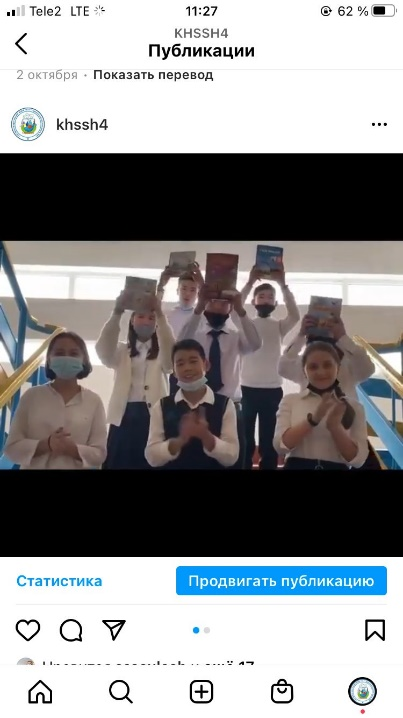 Tele2 LTE 11:27 62 %
KHSSH4
Публикации
2 октября · Показать перевод
khssh4
Статистика
Продвигать публикацию